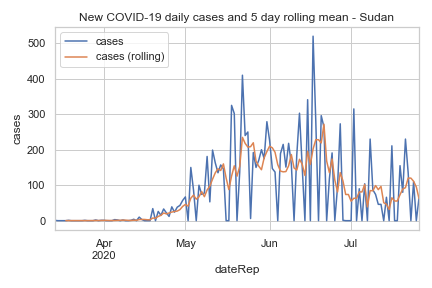 New COVID-19 daily cases and 5 day rolling mean - Sudan
cases
cases (rolling)
500
400
300
200
100
0
cases
Apr
2020
May
Jun
Jul
dateRep